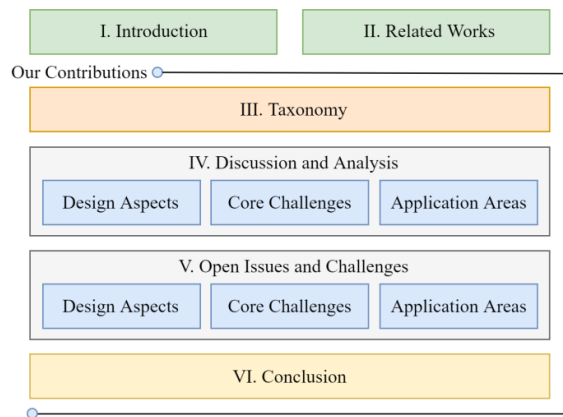 I. Introduction
II. Related Works
Our Contributions
III. Taxonomy
IV. Discussion and Analysis
Design Aspects
Core Challenges
Application Areas
V. Open Issues and Challenges
Design Aspects
Core Challenges
Application Areas
VI. Conclusion